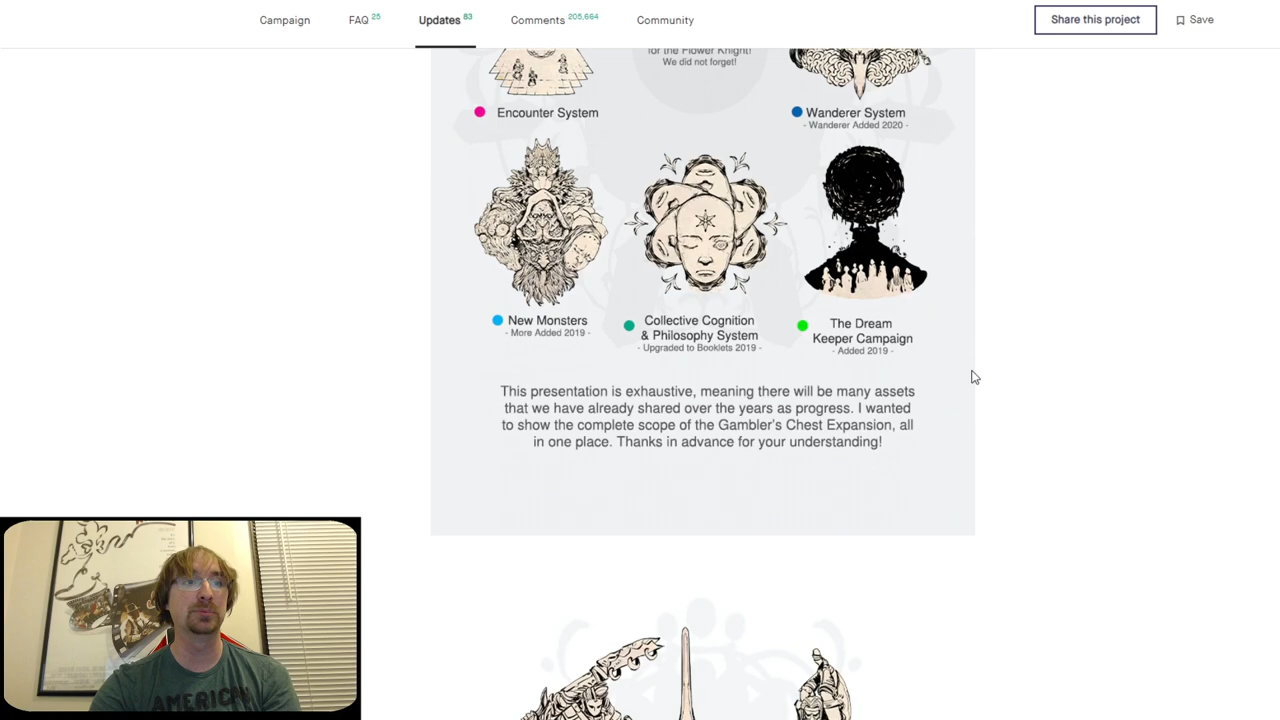 Campaign FAQ 25 Updates 83 Comments 205,664 Community Share this project Save
for the Flower Knight!
We did not forget!
Encounter System
Wanderer System
- Wanderer Added 2020 -
New Monsters
- More Added 2019 -
Collective Cognition
& Philosophy System
- Upgraded to Booklets 2019 -
The Dream
Keeper Campaign
- Added 2019 -
This presentation is exhaustive, meaning there will be many assets
that we have already shared over the years as progress. I wanted
to show the complete scope of the Gambler's Chest Expansion, all
in one place. Thanks in advance for your understanding!
AMERICAN